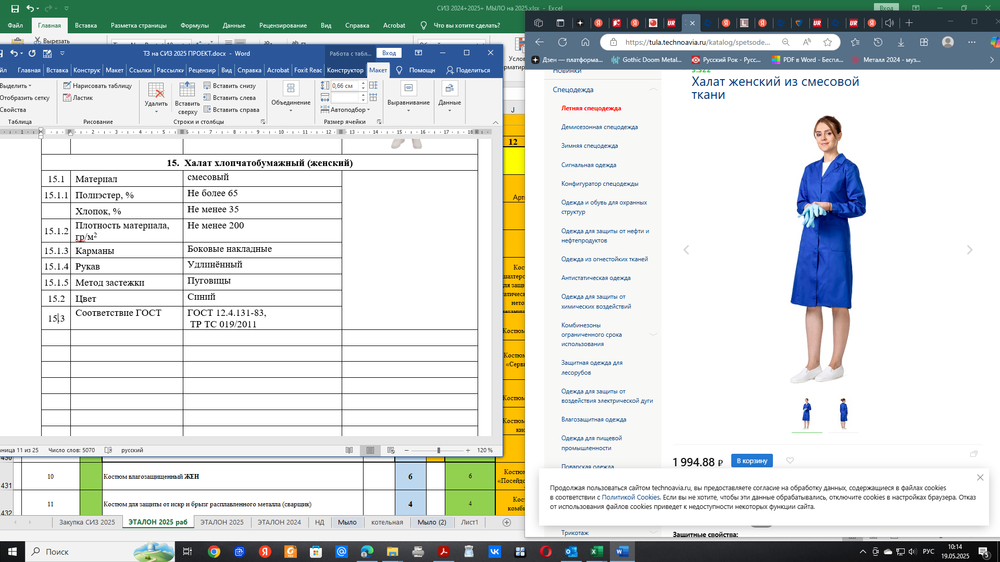 СИЗ 2024+2025+ МЫЛО на 2025.xlsx - Excel
Вход
Файл Главная Вставка Разметка страницы Формулы Данные Рецензирование Вид Справка Acrobat Что вы хотите сделать?
Вырезать
ТЗ на СИЗ 2025 ПРОЕКТ.docx - Word
Работа с табл...
Вход
Главная Вставка Конструк Макет Ссылки Рассылки Рецензир Вид Справка Acrobat Foxit Reac Конструктор Макет Помощн Поделиться
Выделить
Отобразить сетку
Свойства
Таблица
Нарисовать таблицу
Ластик
Рисование
Удалить
Вставить сверху
Вставить снизу
Вставить слева
Вставить справа
Строки и столбцы
Объединение
0,66 см
Автоподбор
Размер ячейки
Выравнивание
Данные
15. Халат хлопчатобумажный (женский)
15.1 Материал смесовый
15.1.1 Полиэстер, % Не более 65
Хлопок, % Не менее 35
15.1.2 Плотность материала, гр/м2 Не менее 200
15.1.3 Карманы Боковые накладные
15.1.4 Рукав Удлинённый
15.1.5 Метод застежки Пуговицы
15.2 Цвет Синий
15.3 Соответствие ГОСТ ГОСТ 12.4.131-83,
ТР ТС 019/2011
аница 11 из 25 Число слов: 5070 русский 120 %
J
12
430
431 10 Костюм влагозащищенный ЖЕН 6 6
432 11 Костюм для защиты от искр и брызг расплавленного металла (сварщик) 4 4
Закупка СИЗ 2025 ЭТАЛОН 2025 раб ЭТАЛОН 2025 ЭТАЛОН 2024 НД Мыло котельная Мыло (2) Лист1
https://tula.technoavia.ru/katalog/spetsode...
Дзен — платформа... Gothic Doom Metal... Русский Рок - Русс... PDF в Word - Беспл... Металл 2024 - муз...
Новинки
Спецодежда
Летняя спецодежда
Демисезонная спецодежда
Зимняя спецодежда
Сигнальная одежда
Конфигуратор спецодежды
Одежда и обувь для охранных
структур
Одежда для защиты от нефти и
нефтепродуктов
Одежда из огнестойких тканей
Антистатическая одежда
Одежда для защиты от
химических воздействий
Комбинезоны
ограниченного срока
использования
Защитная одежда для
лесорубов
Одежда для защиты от
воздействия электрической дуги
Влагозащитная одежда
Одежда для пищевой
промышленности
Поварская одежда
Трикотаж
3.322
Халат женский из смесовой
ткани
1 994.88 ₽ В корзину
Продолжая пользоваться сайтом technoavia.ru, вы предоставляете согласие на обработку данных, содержащиеся в файлах cookies
в соответствии с Политикой Cookies. Если вы не хотите, чтобы эти данные обрабатывались, отключите cookies в настройках браузера. Отказ
от использования файлов cookies приведет к недоступности некоторых функции сайта.
Защитные свойства:
Поиск
РУС
10:14
19.05.2025
5